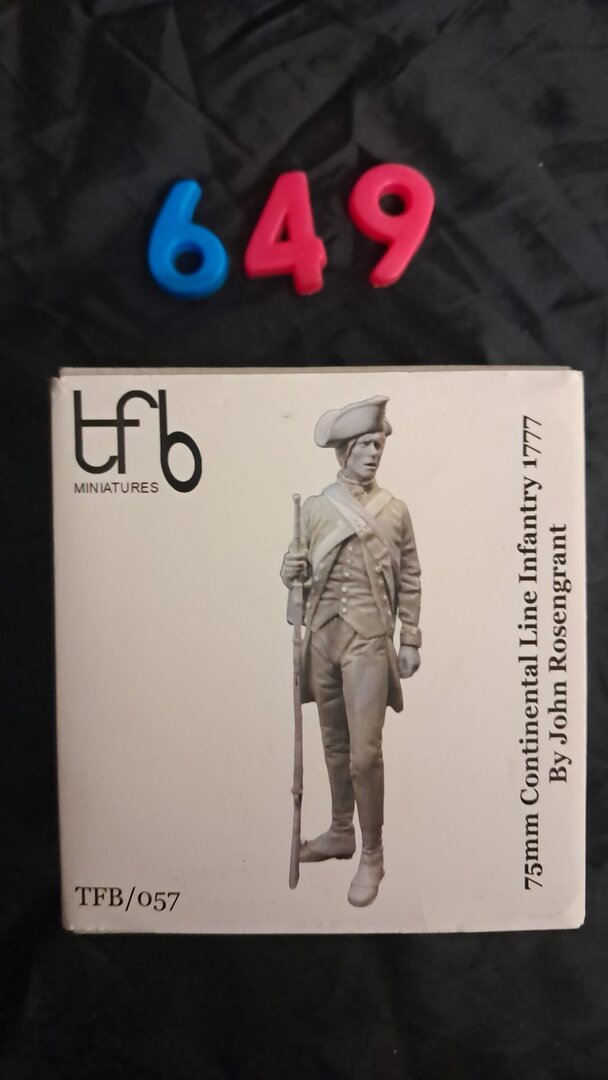 649
tfb
MINIATURES
75mm Continental Line Infantry 1777
By John Rosengrant
TFB/057